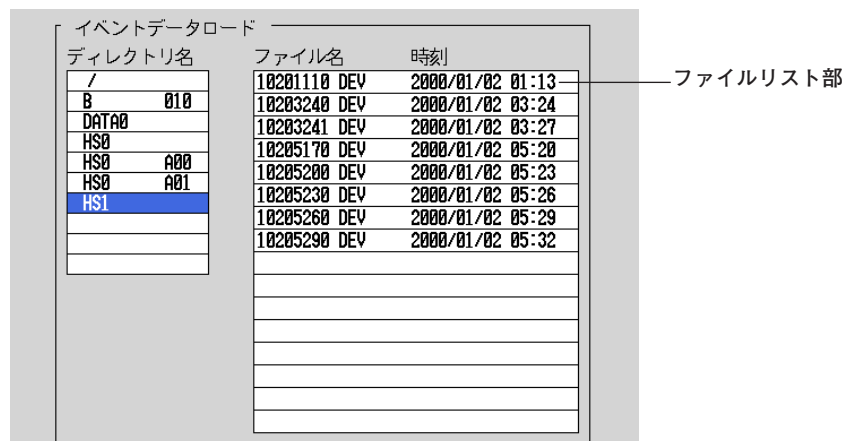 イベントデータロード
ディレクトリ名
/
B 010
DATA0
HS0
HS0 A00
HS0 A01
HS1
ファイル名 時刻
10201110 DEV 2000/01/02 01:13
10203240 DEV 2000/01/02 03:24
10203241 DEV 2000/01/02 03:27
10205170 DEV 2000/01/02 05:20
10205200 DEV 2000/01/02 05:23
10205230 DEV 2000/01/02 05:26
10205260 DEV 2000/01/02 05:29
10205290 DEV 2000/01/02 05:32
ファイルリスト部